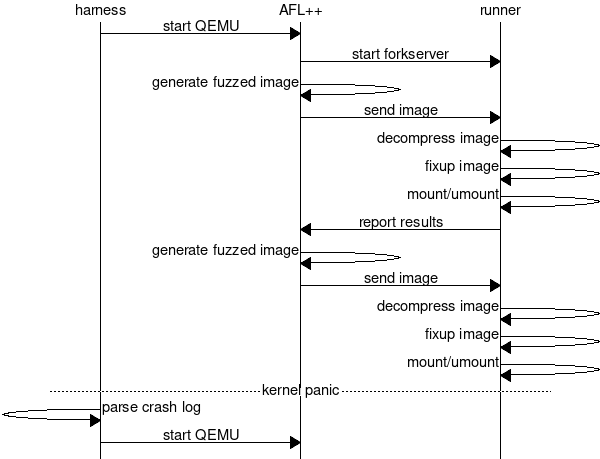 harness AFL++ runner
start QEMU
start forkserver
generate fuzzed image
send image
decompress image
fixup image
mount/umount
report results
generate fuzzed image
send image
decompress image
fixup image
mount/umount
kernel panic
parse crash log
start QEMU